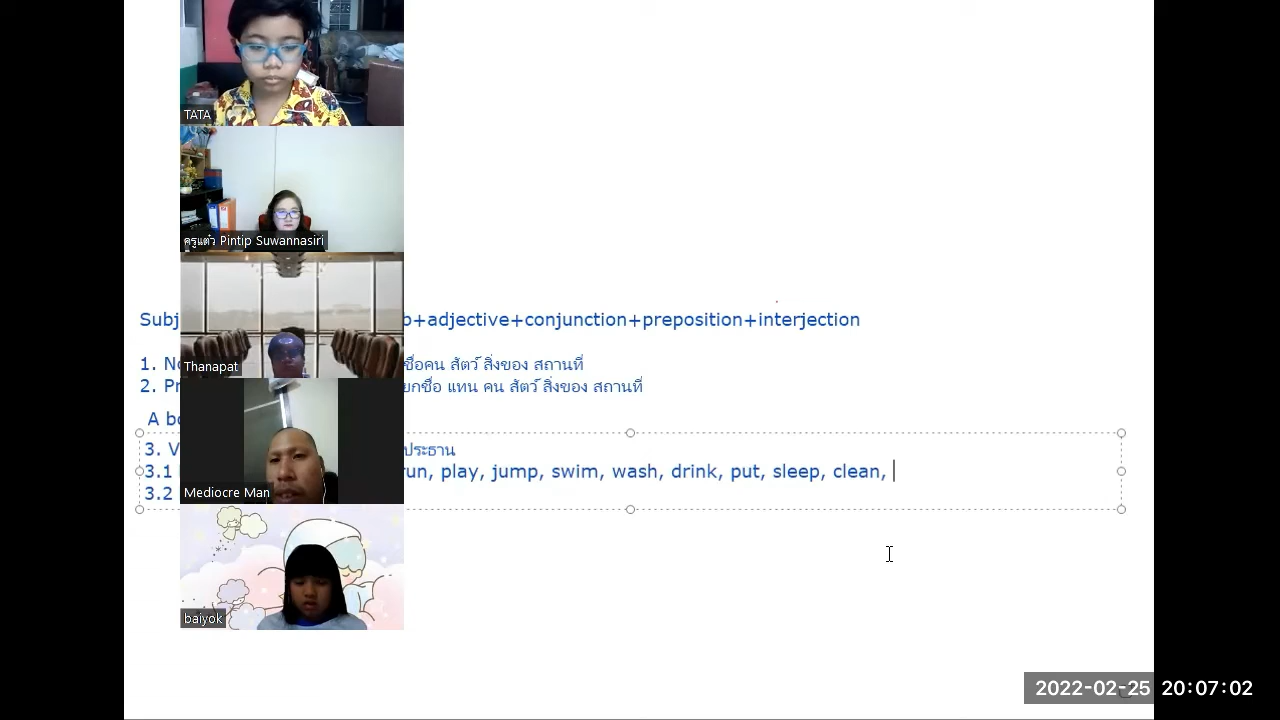 TATA
ครูแต๋ว Pintip Suwannasiri
Thanapat
Mediocre Man
baiyok
Subj b+adjective+conjunction+preposition+interjection
1. No ชื่อคน สัตว์ สิ่งของ สถานที่
2. Pr ยกชื่อ แทน คน สัตว์ สิ่งของ สถานที่
A bo
3. V ประธาน
3.1 run, play, jump, swim, wash, drink, put, sleep, clean,
3.2
2022-02-25 20:07:02